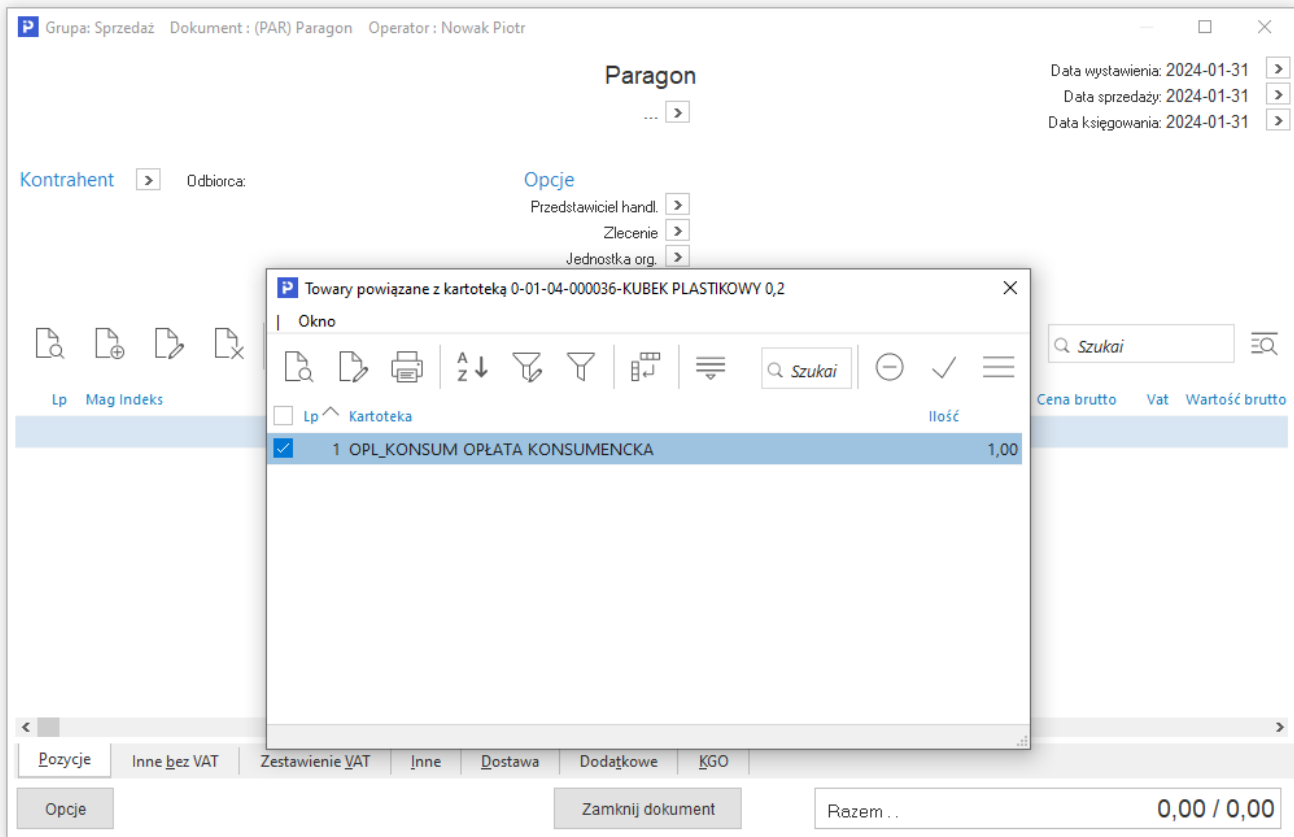 Grupa: Sprzedaż Dokument : (PAR) Paragon Operator : Nowak Piotr
Paragon
...
Data wystawienia: 2024-01-31
Data sprzedaży: 2024-01-31
Data księgowania: 2024-01-31
Kontrahent Odbiorca:
Opcje
Przedstawiciel handl.
Zlecenie
Jednostka org.
Szukaj
Lp Mag Indeks Cena brutto Vat Wartość brutto
Towary powiązane z kartoteką 0-01-04-000036-KUBEK PLASTIKOWY 0,2
| Okno
A
Z
Szukaj
Lp Kartoteka Ilość
1 OPL_KONSUM OPŁATA KONSUMENCKA 1,00
Pozycje Inne bez VAT Zestawienie VAT Inne Dostawa Dodatkowe KGO
Opcje Zamknij dokument Razem . . 0,00 / 0,00